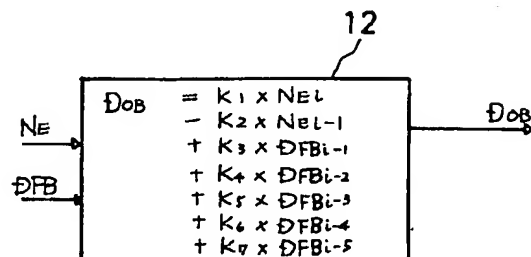 12
DOB = K1 x NEi
- K2 x NEi-1
+ K3 x DFBi-1
+ K4 x DFBi-2
+ K5 x DFBi-3
+ K6 x DFBi-4
+ K7 x DFBi-5
NE
DFB
DOB